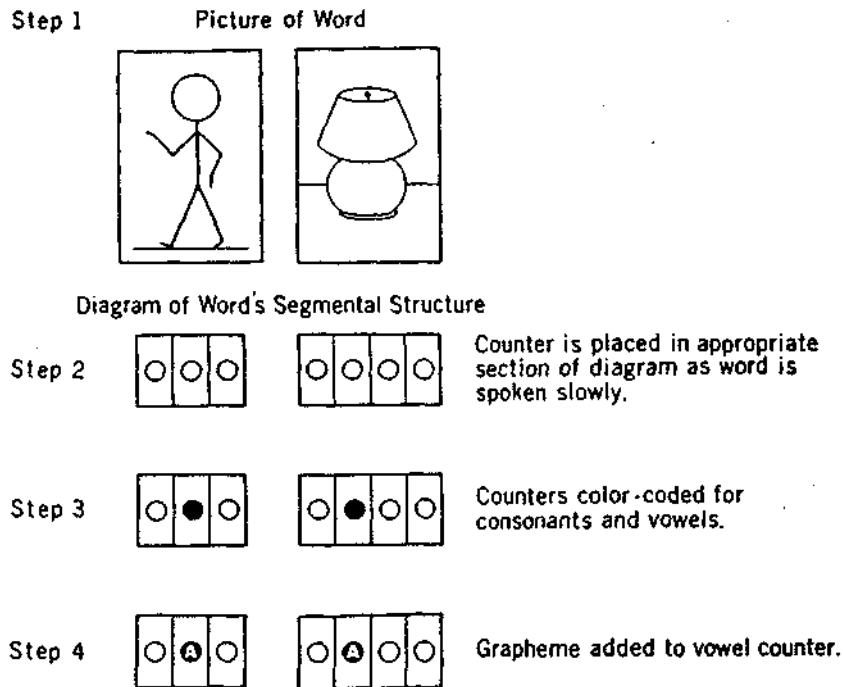 Step 1
Picture of Word
Diagram of Word's Segmental Structure
Step 2
Counter is placed in appropriate
section of diagram as word is
spoken slowly.
Step 3
Counters color-coded for
consonants and vowels.
Step 4
A
A
Grapheme added to vowel counter.